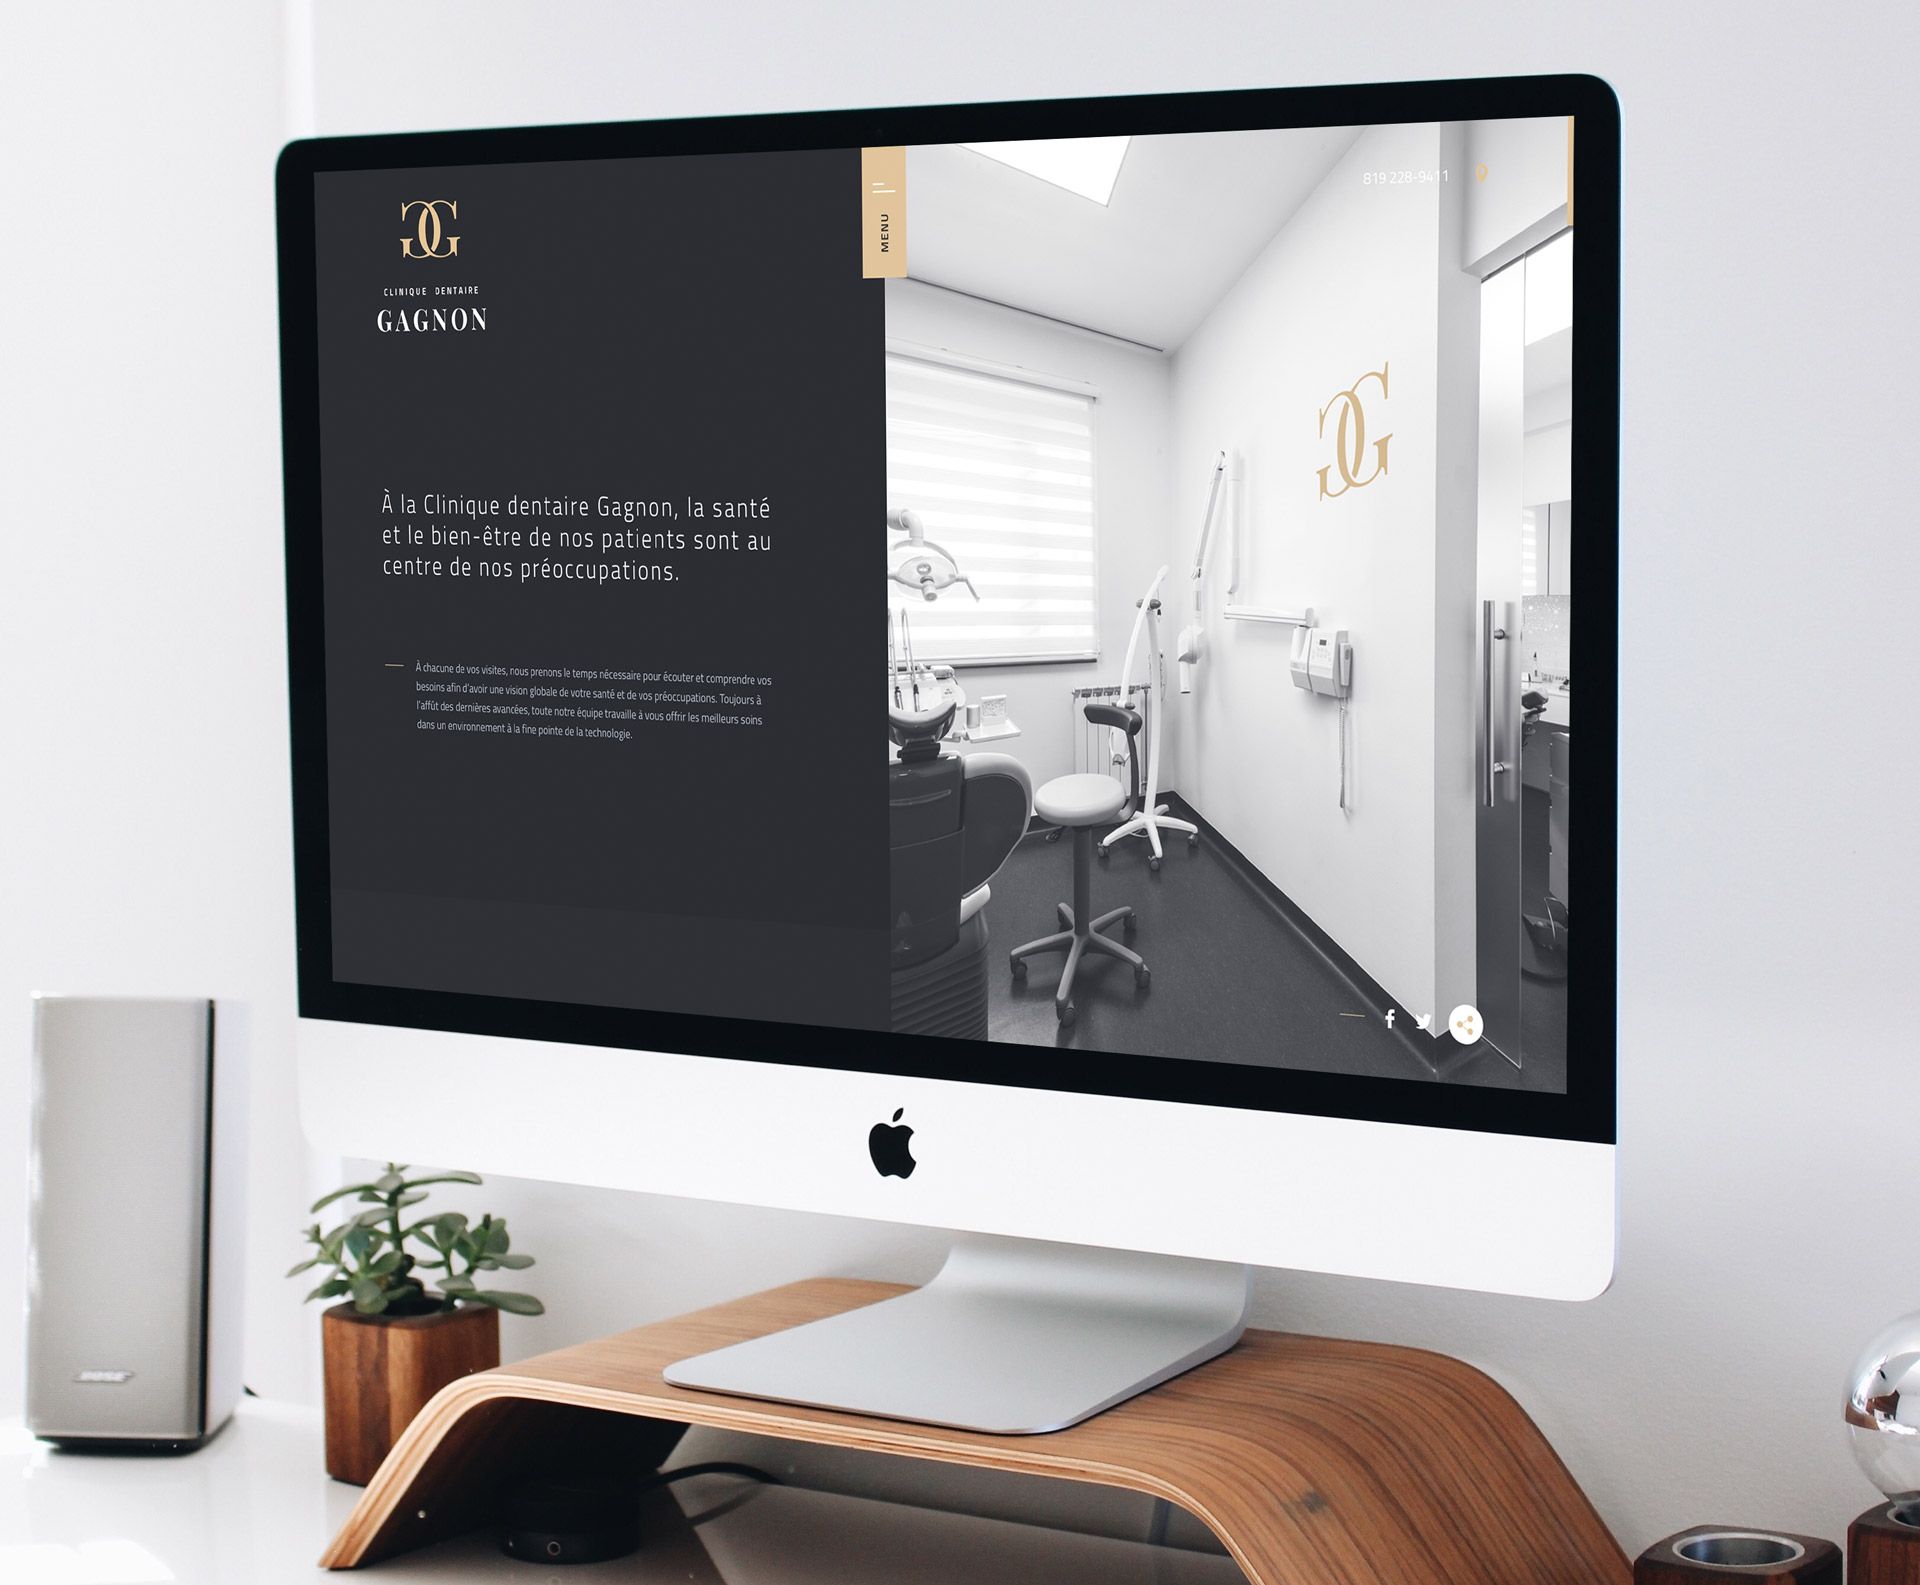 GG
CLINIQUE DENTAIRE
GAGNON
MENU
819 228-9411
GG
À la Clinique dentaire Gagnon, la santé
et le bien-être de nos patients sont au
centre de nos préoccupations.
À chacune de vos visites, nous prenons le temps nécessaire pour écouter et comprendre vos
besoins afin d'avoir une vision globale de votre santé et de vos préoccupations. Toujours à
l'affût des dernières avancées, toute notre équipe travaille à vous offrir les meilleurs soins
dans un environnement à la fine pointe de la technologie.
BOSE